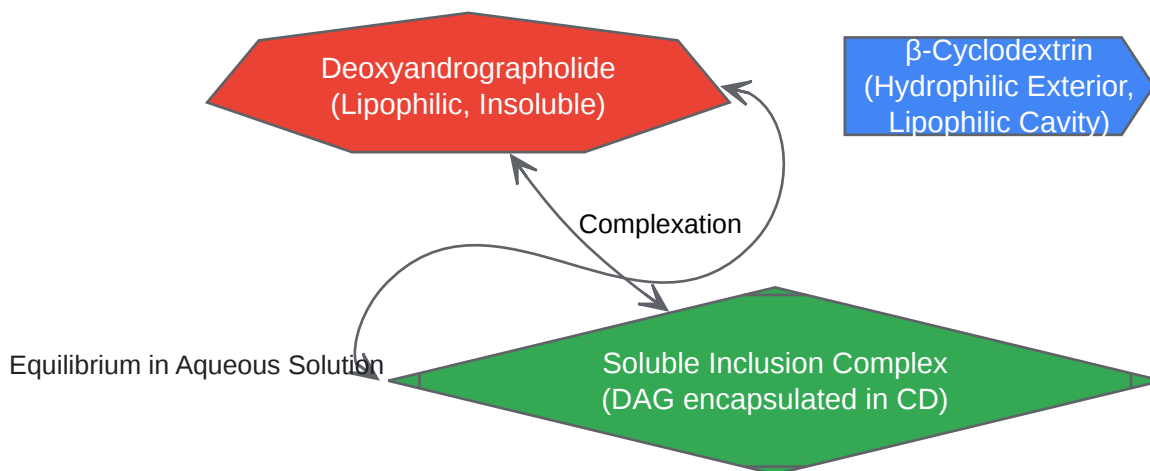 Deoxyandrographolide
(Lipophilic, Insoluble)
β-Cyclodextrin
(Hydrophilic Exterior,
Lipophilic Cavity)
Complexation
Equilibrium in Aqueous Solution
Soluble Inclusion Complex
(DAG encapsulated in CD)